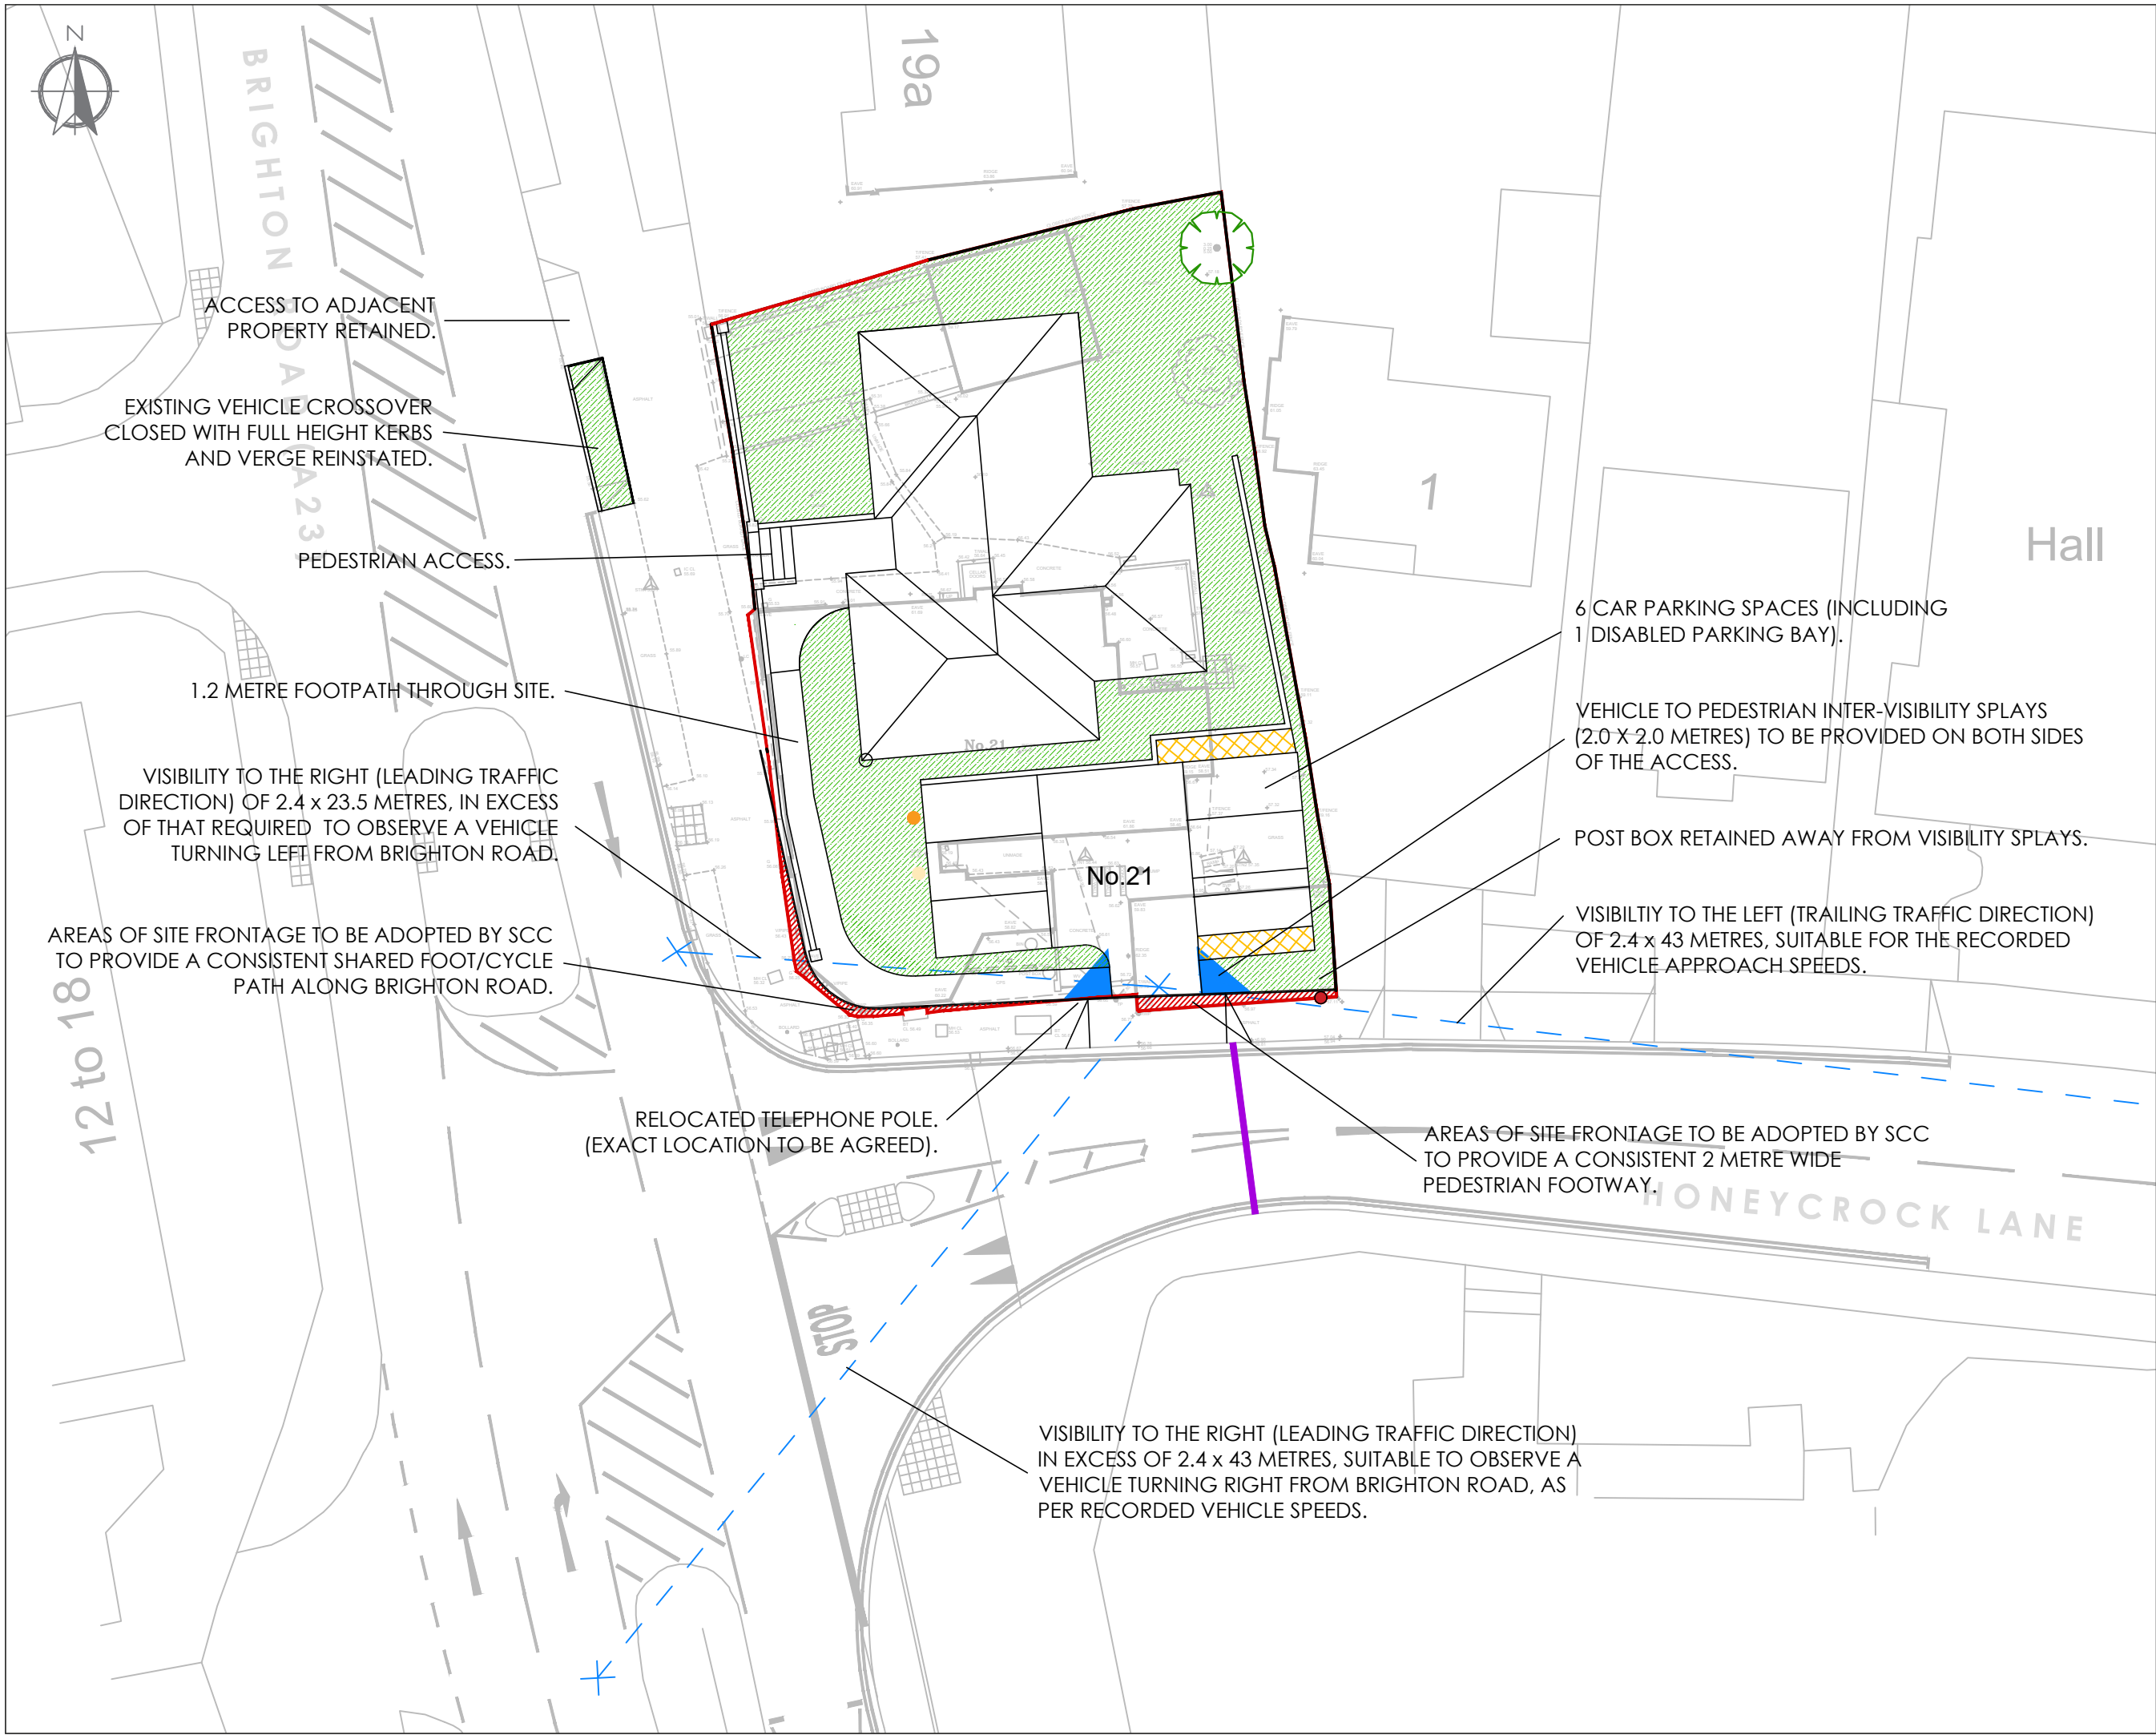 N
BRIGHTON ROAD A23
19a
ACCESS TO ADJACENT
PROPERTY RETAINED.
EXISTING VEHICLE CROSSOVER
CLOSED WITH FULL HEIGHT KERBS
AND VERGE REINSTATED.
PEDESTRIAN ACCESS.
1.2 METRE FOOTPATH THROUGH SITE.
VISIBILITY TO THE RIGHT (LEADING TRAFFIC
DIRECTION) OF 2.4 x 23.5 METRES, IN EXCESS
OF THAT REQUIRED TO OBSERVE A VEHICLE
TURNING LEFT FROM BRIGHTON ROAD.
AREAS OF SITE FRONTAGE TO BE ADOPTED BY SCC
TO PROVIDE A CONSISTENT SHARED FOOT/CYCLE
PATH ALONG BRIGHTON ROAD.
12 to 18
1
Hall
No.21
No.21
6 CAR PARKING SPACES (INCLUDING
1 DISABLED PARKING BAY).
VEHICLE TO PEDESTRIAN INTER-VISIBILITY SPLAYS
(2.0 X 2.0 METRES) TO BE PROVIDED ON BOTH SIDES
OF THE ACCESS.
POST BOX RETAINED AWAY FROM VISIBILITY SPLAYS.
VISIBILTIY TO THE LEFT (TRAILING TRAFFIC DIRECTION)
OF 2.4 x 43 METRES, SUITABLE FOR THE RECORDED
VEHICLE APPROACH SPEEDS.
RELOCATED TELEPHONE POLE.
(EXACT LOCATION TO BE AGREED).
AREAS OF SITE FRONTAGE TO BE ADOPTED BY SCC
TO PROVIDE A CONSISTENT 2 METRE WIDE
PEDESTRIAN FOOTWAY.
HONEYCROCK LANE
STOP
VISIBILITY TO THE RIGHT (LEADING TRAFFIC DIRECTION)
IN EXCESS OF 2.4 x 43 METRES, SUITABLE TO OBSERVE A
VEHICLE TURNING RIGHT FROM BRIGHTON ROAD, AS
PER RECORDED VEHICLE SPEEDS.